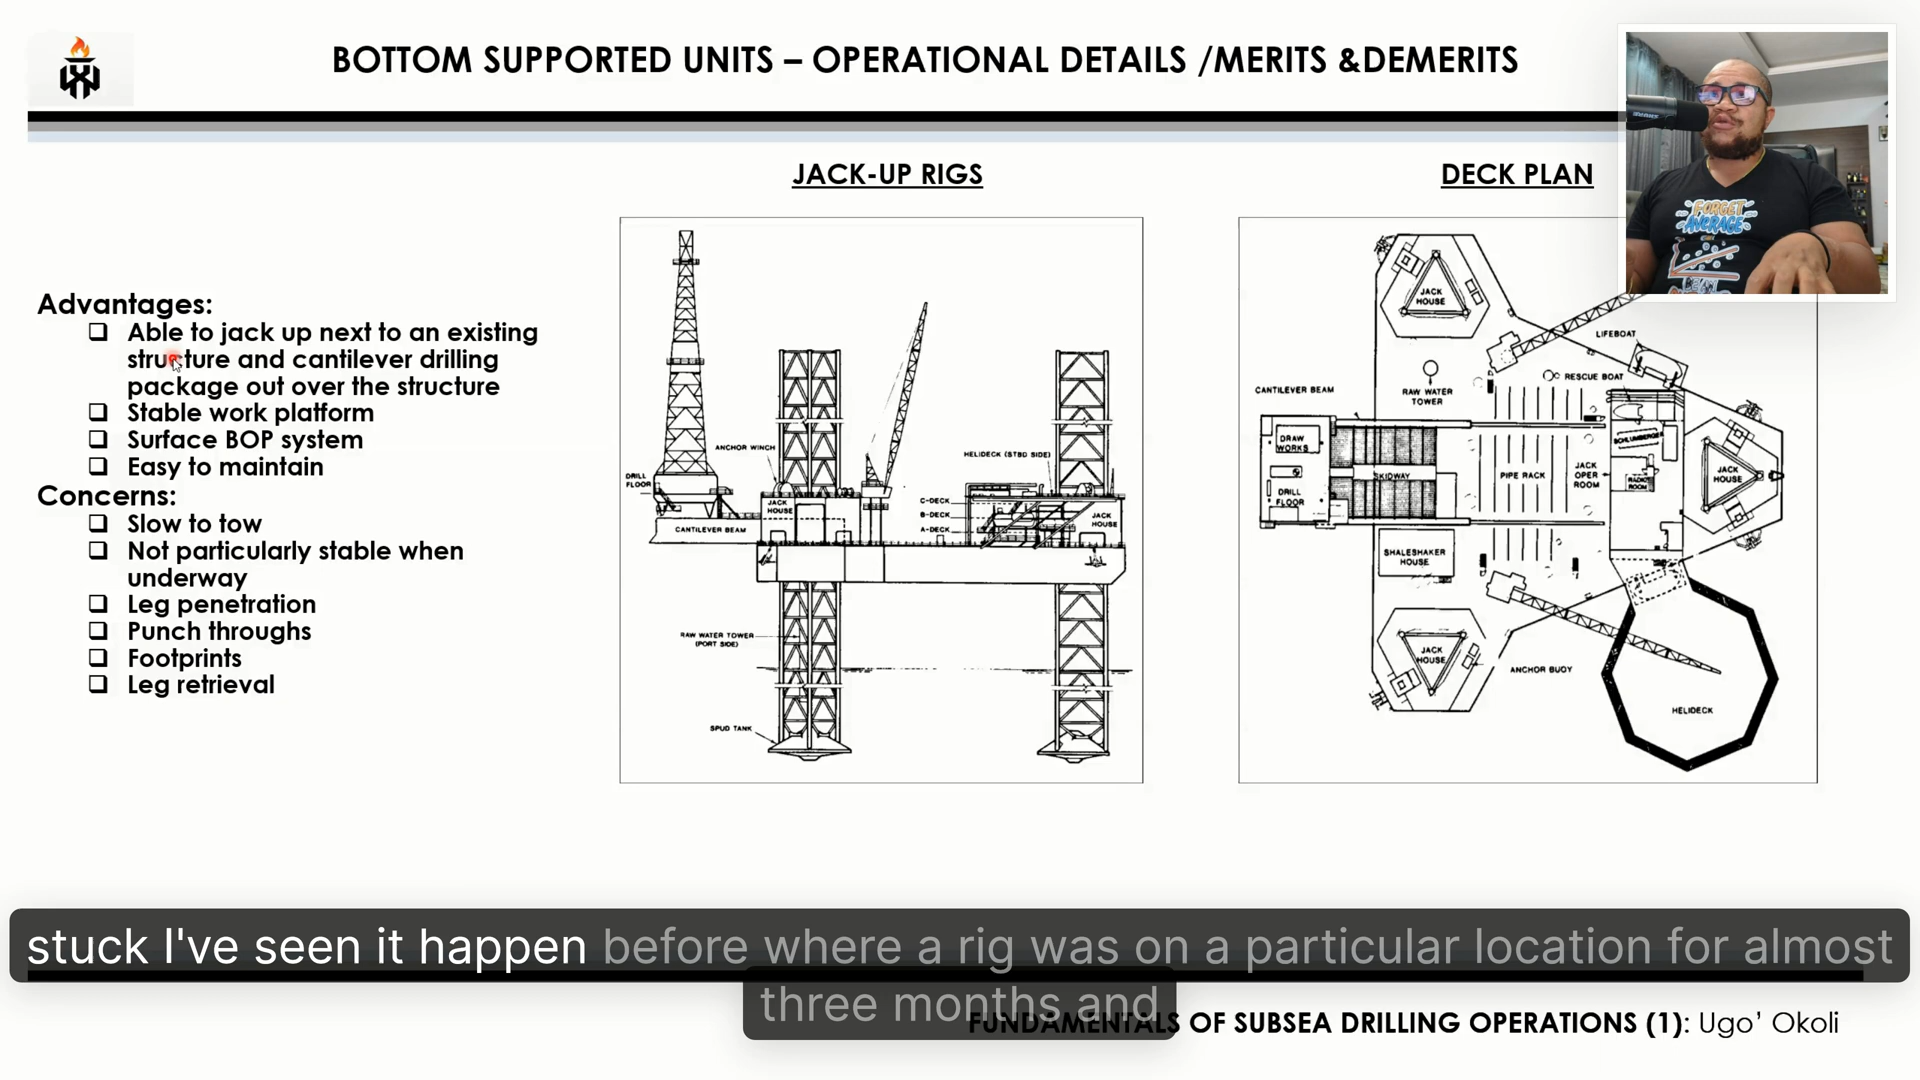 BOTTOM SUPPORTED UNITS – OPERATIONAL DETAILS /MERITS &DEMERITS
JACK-UP RIGS
DECK PLAN
FORGET
AVERAGE
Advantages:
❑ Able to jack up next to an existing
structure and cantilever drilling
package out over the structure
❑ Stable work platform
❑ Surface BOP system
❑ Easy to maintain
Concerns:
❑ Slow to tow
❑ Not particularly stable when
underway
❑ Leg penetration
❑ Punch throughs
❑ Footprints
❑ Leg retrieval
ANCHOR WINCH
HELIDECK (STBD SIDE)
DRILL
FLOOR
JACK
HOUSE
C-DECK
B-DECK
A-DECK
JACK
HOUSE
CANTILEVER BEAM
RAW WATER TOWER
(PORT SIDE)
SPUD TANK
JACK
HOUSE
LIFEBOAT
RESCUE BOAT
CANTILEVER BEAM
RAW WATER
TOWER
DRAW
WORKS
SCHLUMBERGER
SKIDWAY
PIPE RACK
JACK
OPER
ROOM
RADIO
ROOM
JACK
HOUSE
DRILL
FLOOR
SHALESHAKER
HOUSE
JACK
HOUSE
ANCHOR BUOY
HELIDECK
stuck I've seen it happen before where a rig was on a particular location for almost
three months and
FUNDAMENTALS OF SUBSEA DRILLING OPERATIONS (1): Ugo’ Okoli